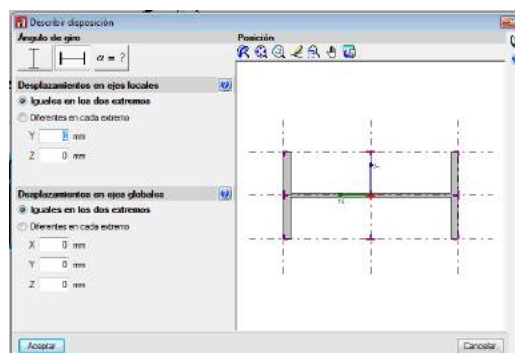 Describir disposición
Ángulo de giro
α = ?
Desplazamientos en ejes locales
Iguales en los dos extremos
Diferentes en cada extremo
Y mm
Z 0 mm
Desplazamientos en ejes globales
Iguales en los dos extremos
Diferentes en cada extremo
X 0 mm
Y 0 mm
Z 0 mm
Posición
Y
Z
Aceptar
Cancelar